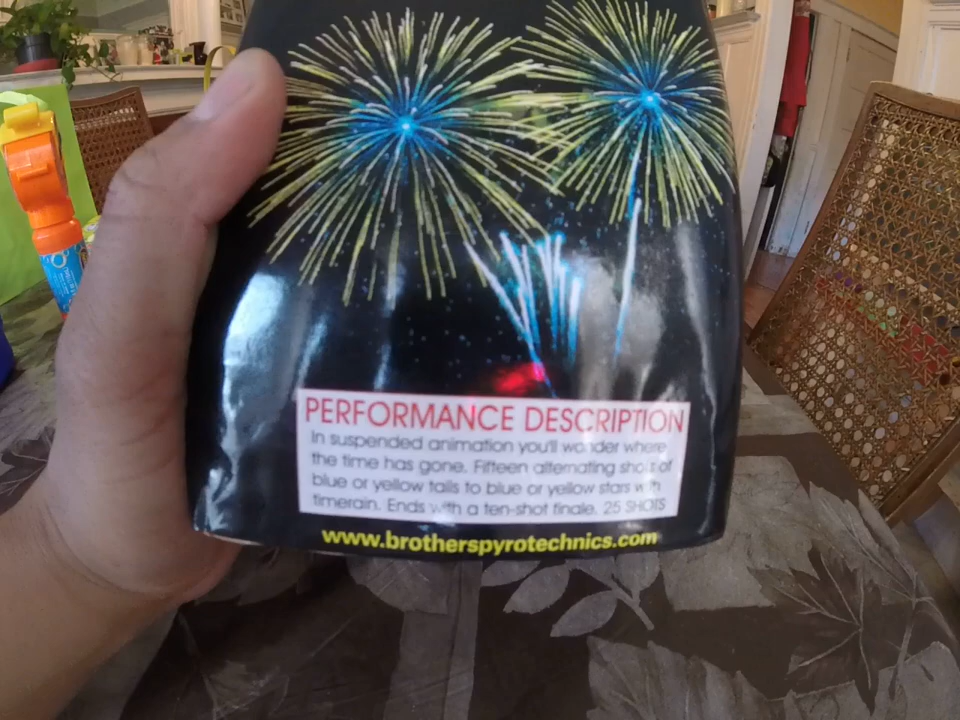 PERFORMANCE DESCRIPTION
In suspended animation you'll wonder where
the time has gone. Fifteen alternating shots of
blue or yellow tails to blue or yellow stars with
timerain. Ends with a ten-shot finale. 25 SHOTS
www.brotherspyrotechnics.com